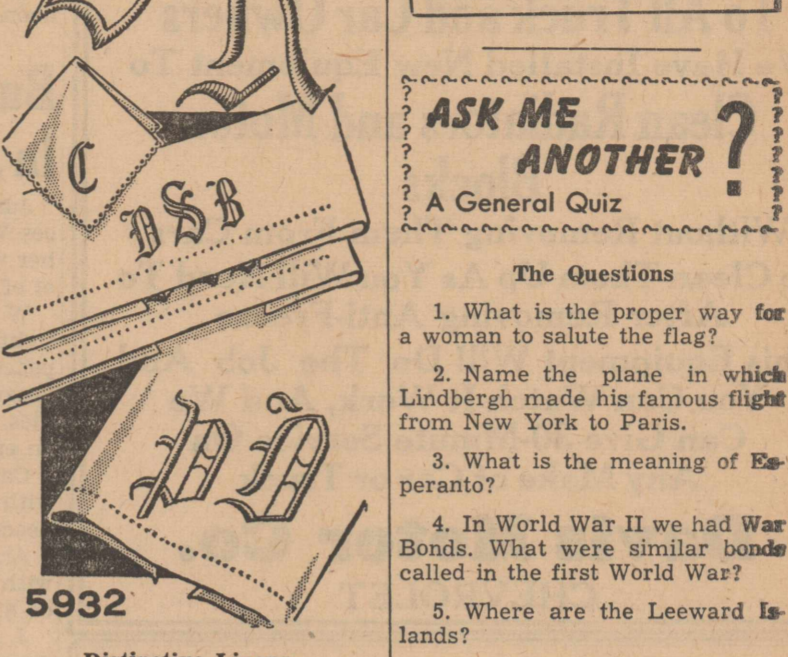 C
DSB
5932
ASK ME
ANOTHER ?
A General Quiz
The Questions
1. What is the proper way for
a woman to salute the flag?
2. Name the plane in which
Lindbergh made his famous flight
from New York to Paris.
3. What is the meaning of Es-
peranto?
4. In World War II we had War
Bonds. What were similar bonds
called in the first World War?
5. Where are the Leeward Is-
lands?